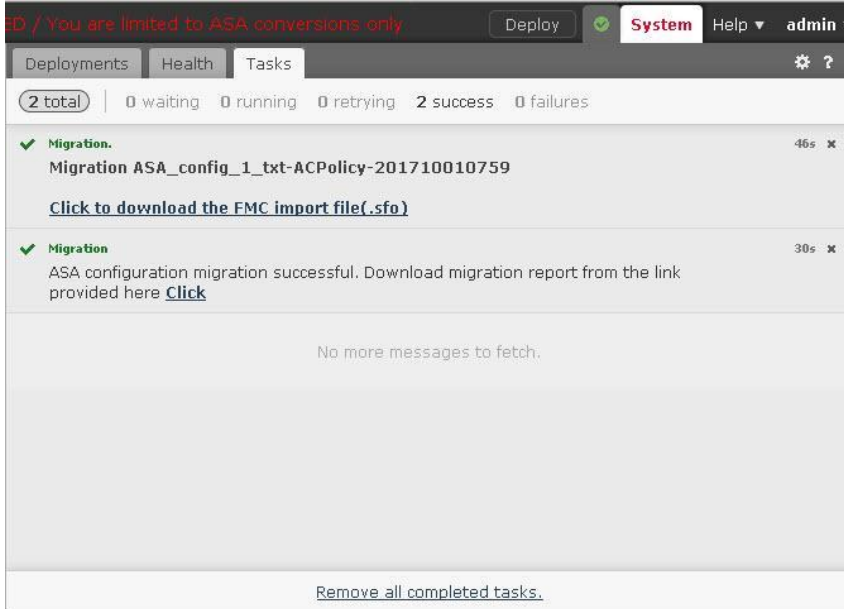 ED / You are limited to ASA conversions only Deploy System Help admin
Deployments Health Tasks ?
2 total 0 waiting 0 running 0 retrying 2 success 0 failures
Migration. 46s
Migration ASA_config_1_txt-ACPolicy-201710010759
Click to download the FMC import file(.sfo)
Migration 30s
ASA configuration migration successful. Download migration report from the link
provided here Click
No more messages to fetch.
Remove all completed tasks.